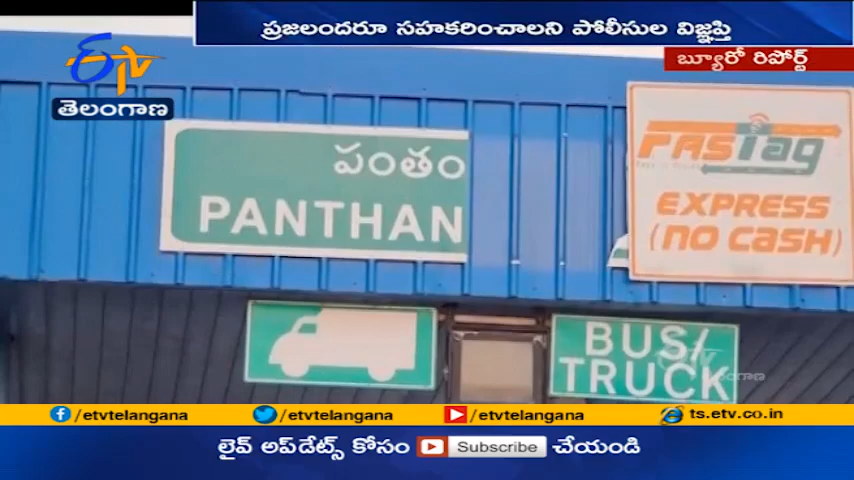 ప్రజలందరూ సహకరించాలని పోలీసుల విజ్ఞప్తి
బ్యూరో రిపోర్ట్
ETV
తెలంగాణ
పంతం
PANTHAN
FASTag
EXPRESS
(NO CASH)
BUS/
TRUCK
/etvtelangana
/etvtelangana
/etvtelangana
ts.etv.co.in
లైవ్ అప్‌డేట్స్ కోసం Subscribe చేయండి